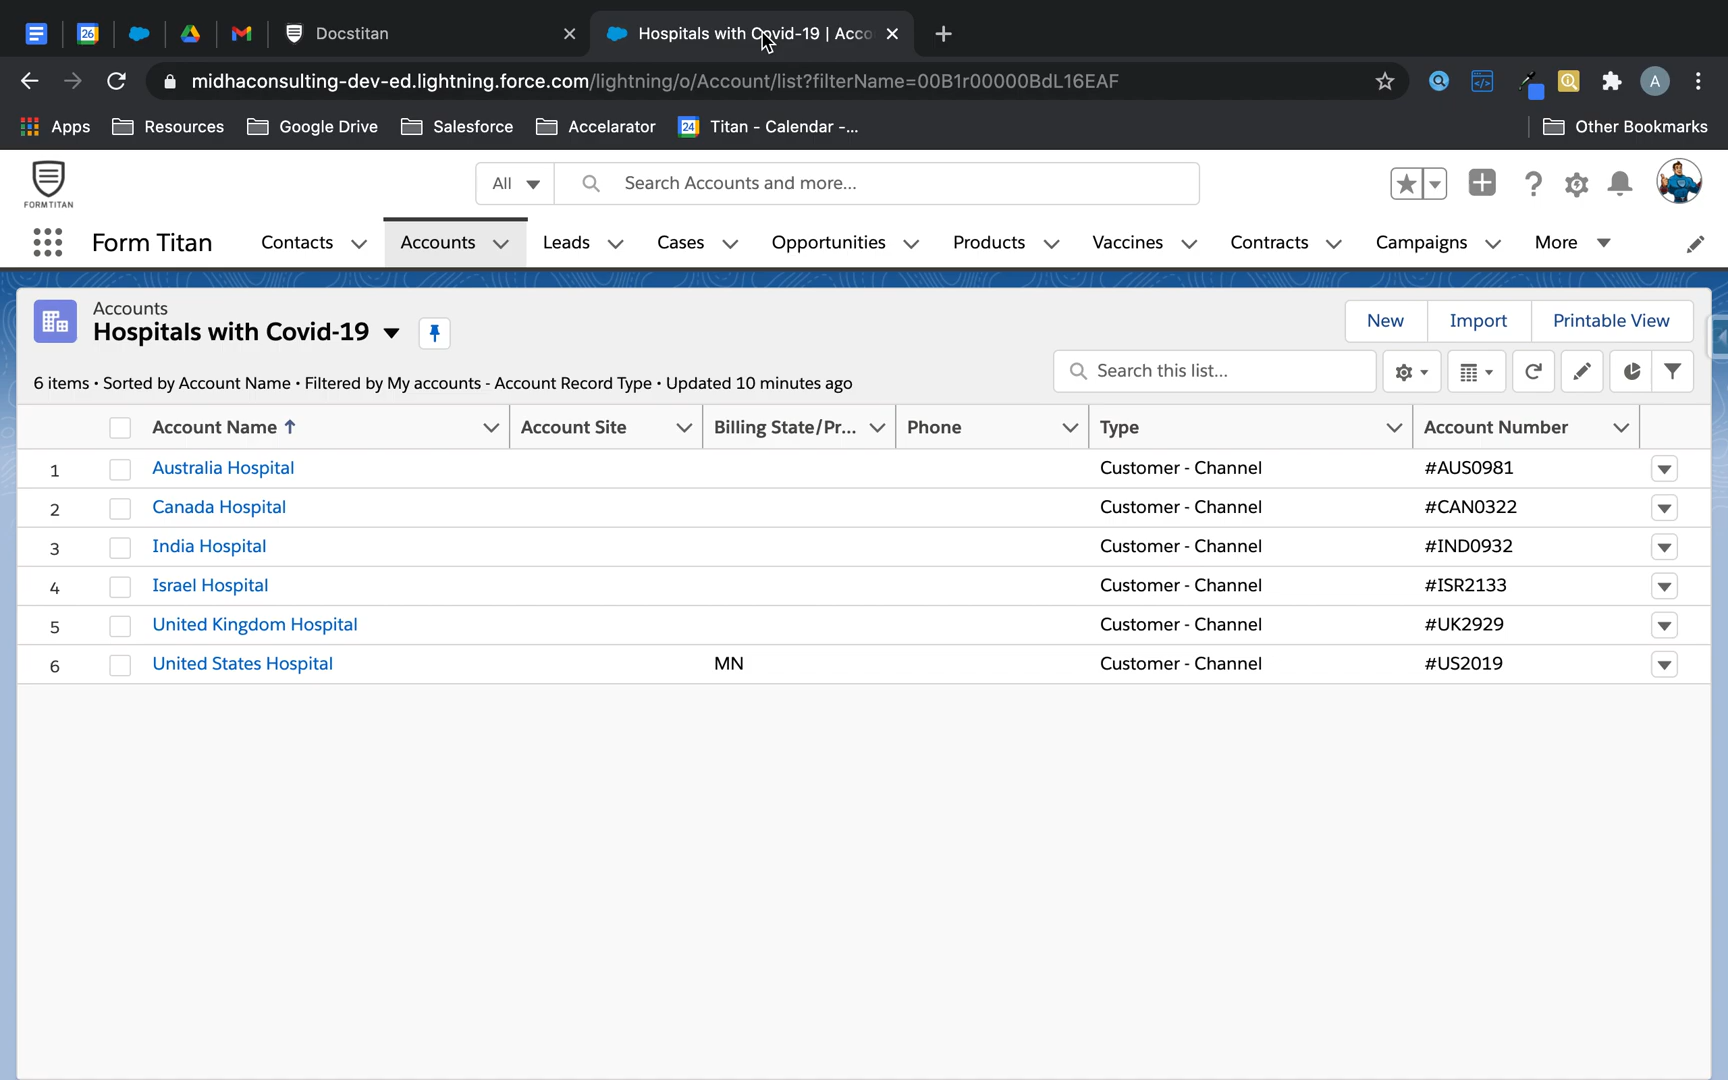 26 Docstitan Hospitals with Covid-19 | Acco
midhaconsulting-dev-ed.lightning.force.com/lightning/o/Account/list?filterName=00B1r00000BdL16EAF A
Apps Resources Google Drive Salesforce Accelarator 24 Titan - Calendar -... Other Bookmarks
FORMTITAN All Search Accounts and more...
Form Titan Contacts Accounts Leads Cases Opportunities Products Vaccines Contracts Campaigns More
Accounts
Hospitals with Covid-19 New Import Printable View
6 items • Sorted by Account Name • Filtered by My accounts - Account Record Type • Updated 10 minutes ago Search this list...
Account Name ↑ Account Site Billing State/Pr... Phone Type Account Number
1 Australia Hospital Customer - Channel #AUS0981
2 Canada Hospital Customer - Channel #CAN0322
3 India Hospital Customer - Channel #IND0932
4 Israel Hospital Customer - Channel #ISR2133
5 United Kingdom Hospital Customer - Channel #UK2929
6 United States Hospital MN Customer - Channel #US2019